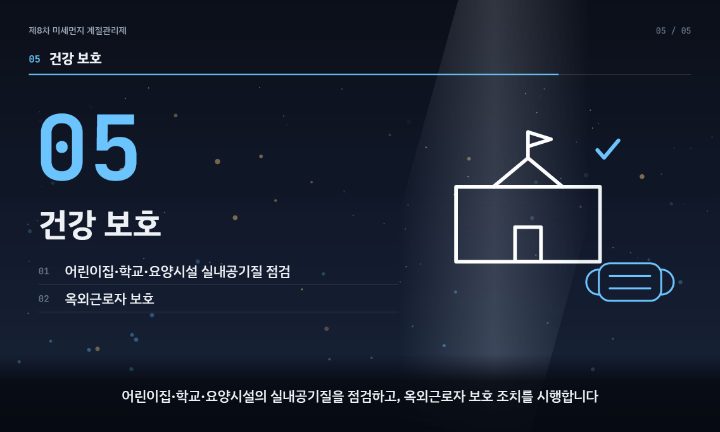 제8차 미세먼지 계절관리제
05 / 05
05 건강 보호
05
건강 보호
01 어린이집·학교·요양시설 실내공기질 점검
02 옥외근로자 보호
어린이집·학교·요양시설의 실내공기질을 점검하고, 옥외근로자 보호 조치를 시행합니다